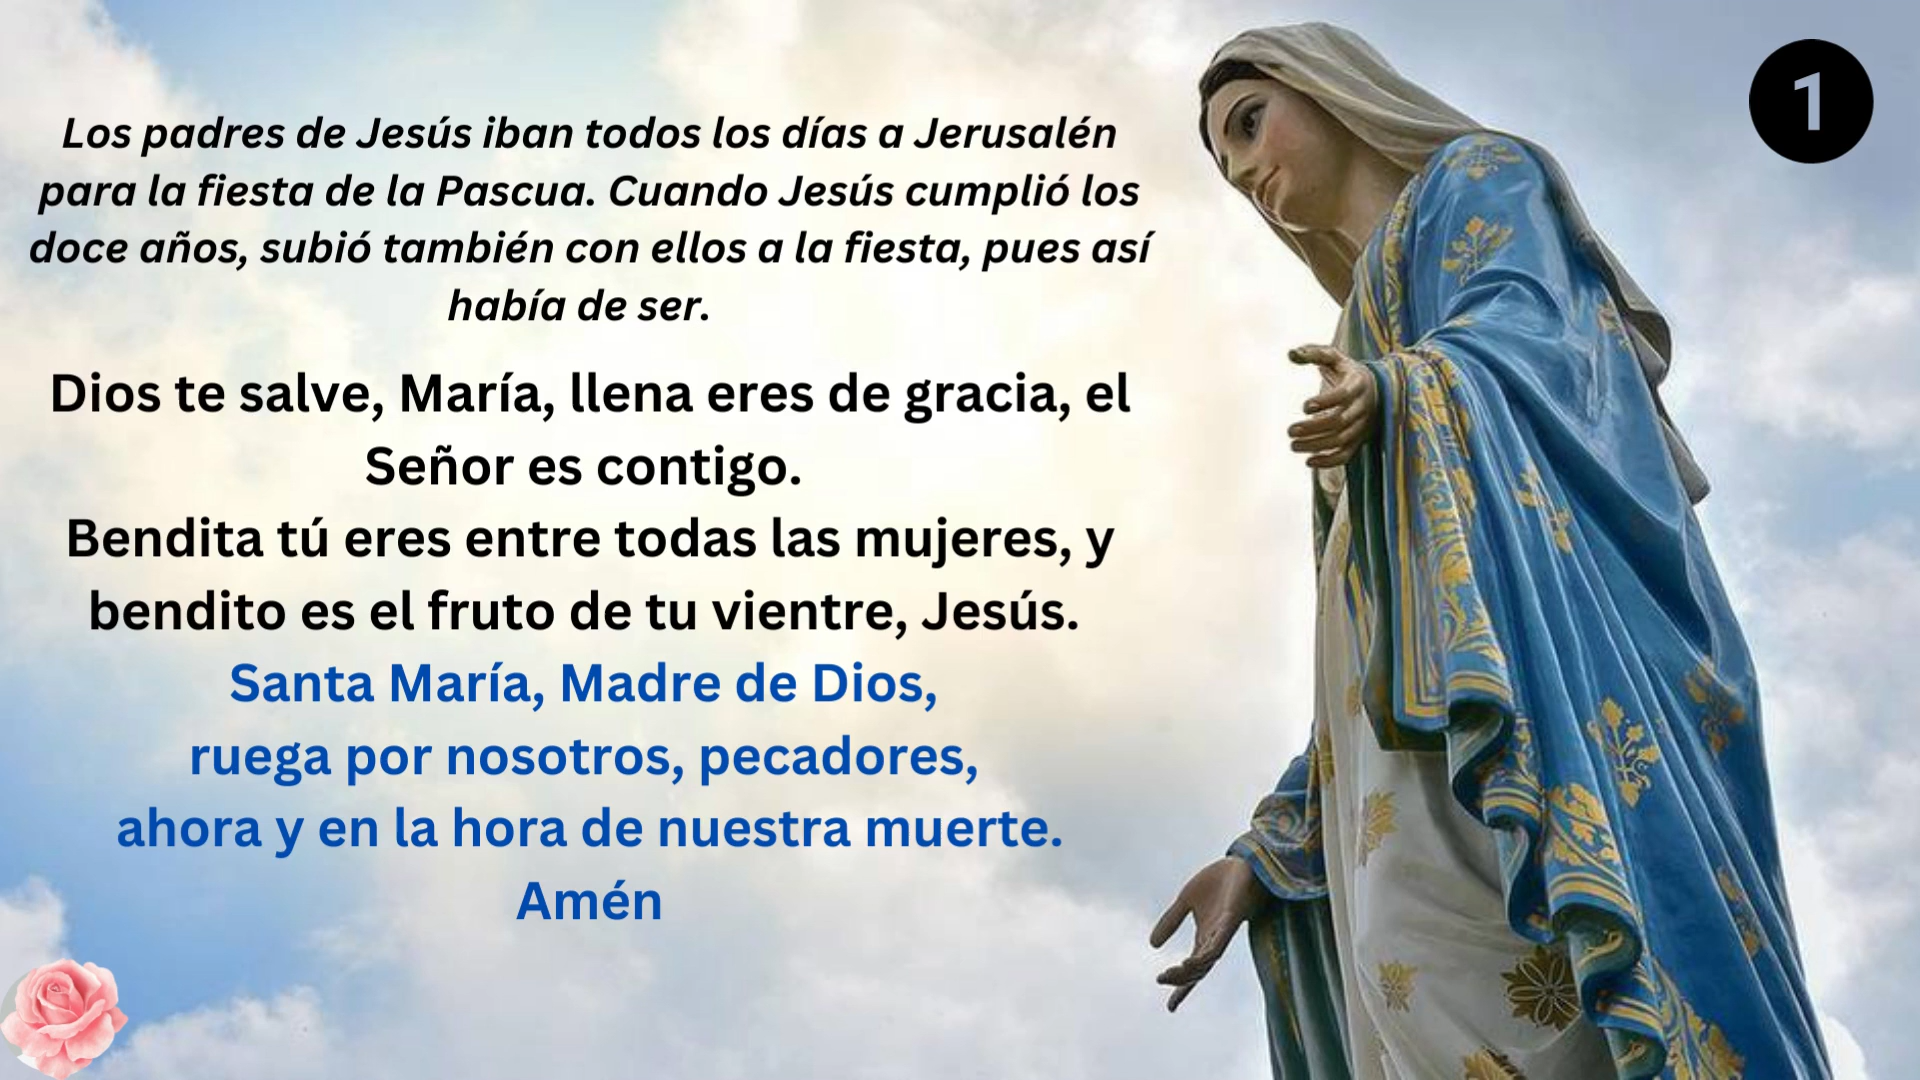 1
Los padres de Jesús iban todos los días a Jerusalén
para la fiesta de la Pascua. Cuando Jesús cumplió los
doce años, subió también con ellos a la fiesta, pues así
había de ser.
Dios te salve, María, llena eres de gracia, el
Señor es contigo.
Bendita tú eres entre todas las mujeres, y
bendito es el fruto de tu vientre, Jesús.
Santa María, Madre de Dios,
ruega por nosotros, pecadores,
ahora y en la hora de nuestra muerte.
Amén